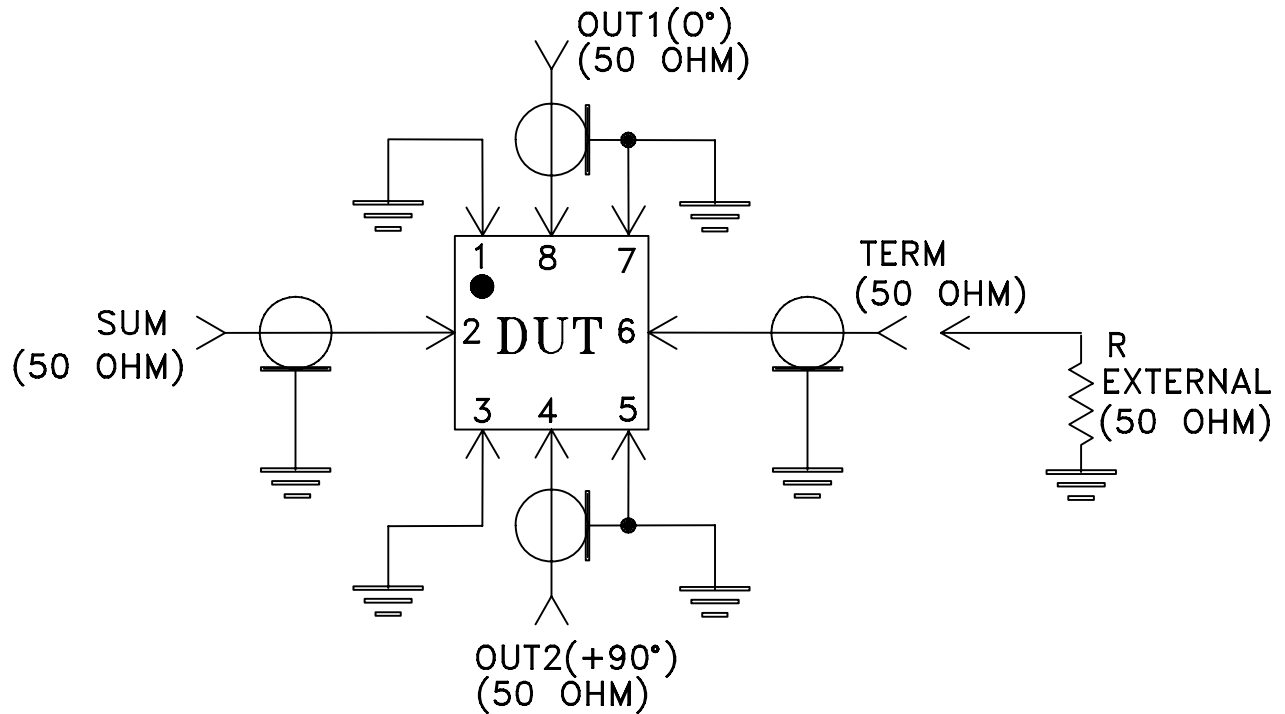 OUT1(0°)
(50 OHM)
1
8
7
TERM
(50 OHM)
SUM
(50 OHM)
2
DUT
6
R
EXTERNAL
(50 OHM)
3
4
5
OUT2(+90°)
(50 OHM)